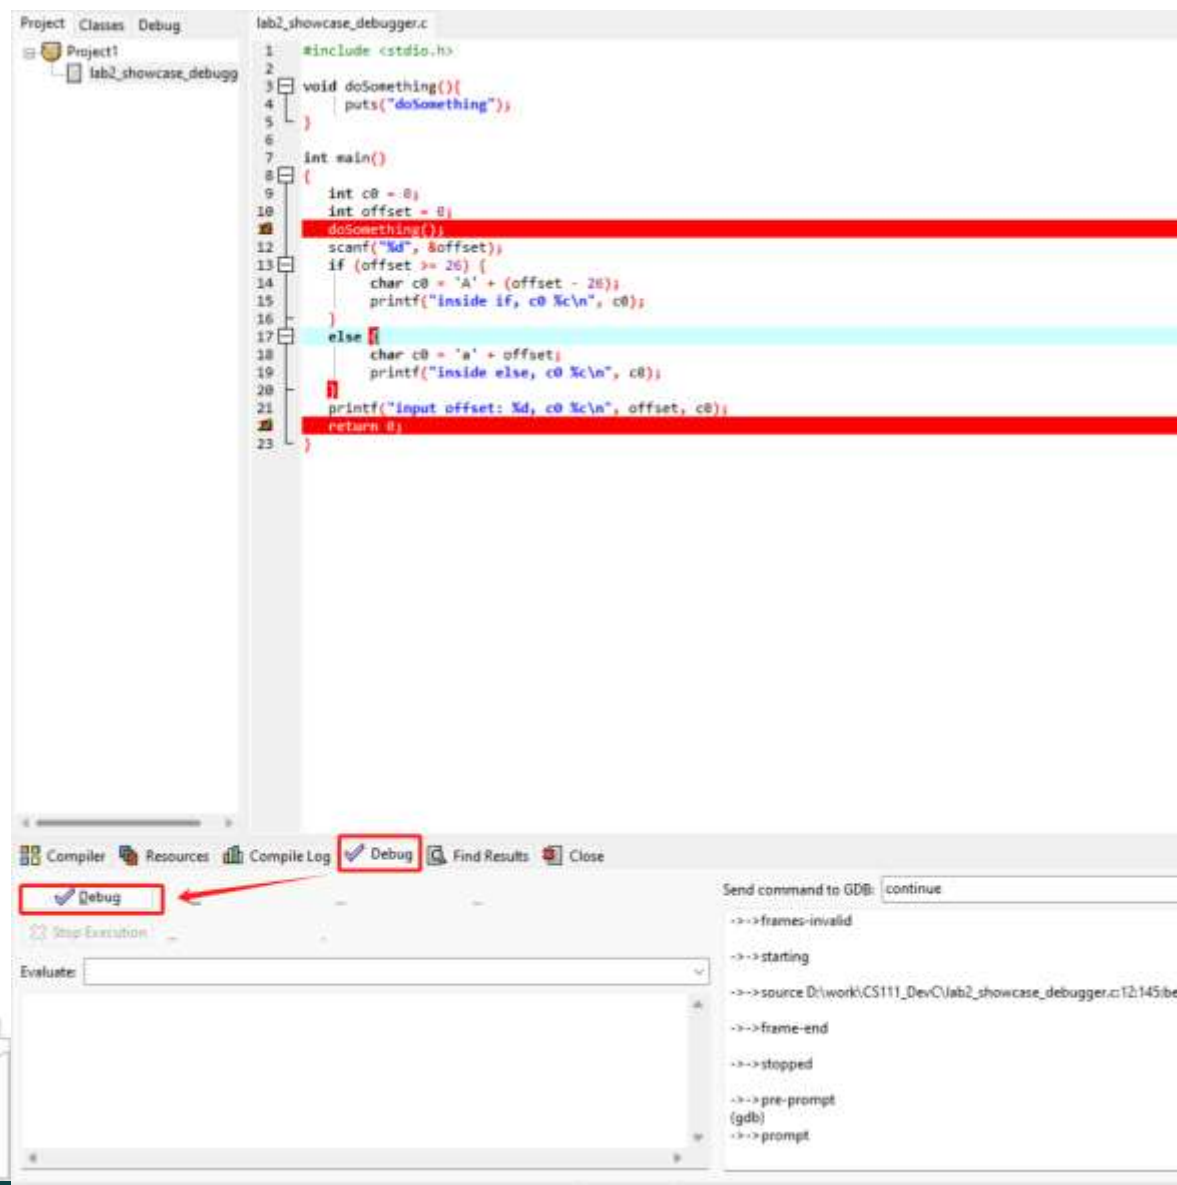 Project Classes Debug
lab2_showcase_debugger.c
Project1
lab2_showcase_debugg
1 #include <stdio.h>
2
3 void doSomething(){
4 puts("doSomething");
5 }
6
7 int main()
8 {
9 int c0 = 0;
10 int offset = 0;
doSomething();
12 scanf("%d", &offset);
13 if (offset >= 26) {
14 char c0 = 'A' + (offset - 26);
15 printf("inside if, c0 %c\n", c0);
16 }
17 else {
18 char c0 = 'a' + offset;
19 printf("inside else, c0 %c\n", c0);
20 }
21 printf("input offset: %d, c0 %c\n", offset, c0);
return 0;
23 }
Compiler Resources Compile Log Debug Find Results Close
Debug
Stop Execution
Evaluate:
Send command to GDB: continue
->->frames-invalid
->->starting
->->source D:\work\CS111_DevC\lab2_showcase_debugger.c:12:145:be
->->frame-end
->->stopped
->->pre-prompt
(gdb)
->->prompt